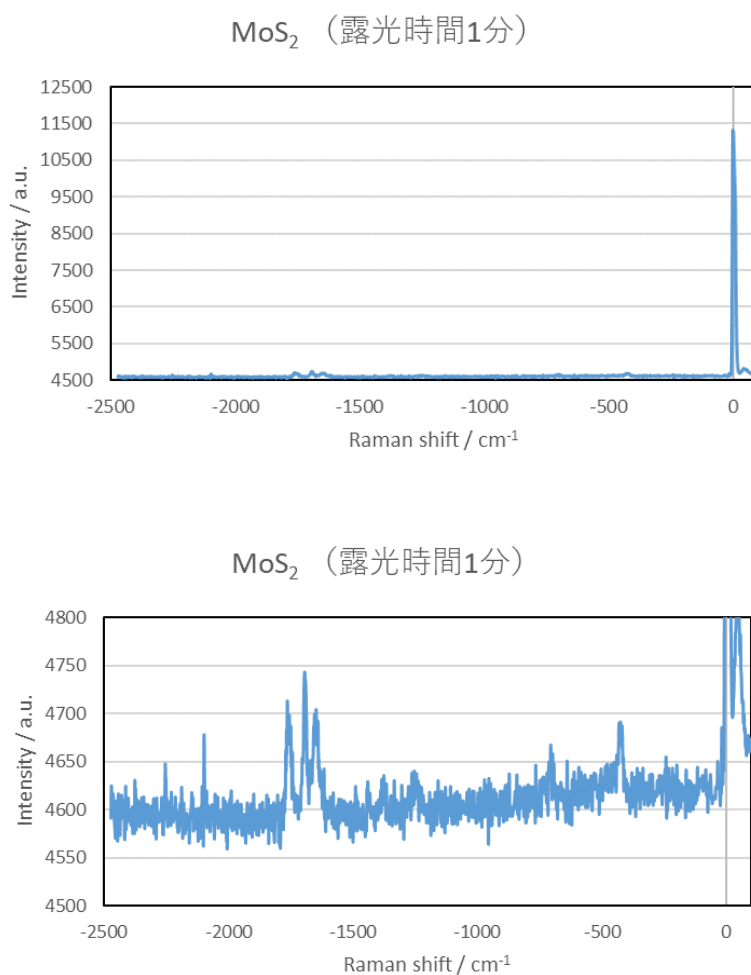 MoS₂ （露光時間1分）
12500
11500
10500
9500
8500
7500
6500
5500
4500
Intensity / a.u.
-2500 -2000 -1500 -1000 -500 0
Raman shift / cm⁻¹
MoS₂ （露光時間1分）
4800
4750
4700
4650
4600
4550
4500
Intensity / a.u.
-2500 -2000 -1500 -1000 -500 0
Raman shift / cm⁻¹